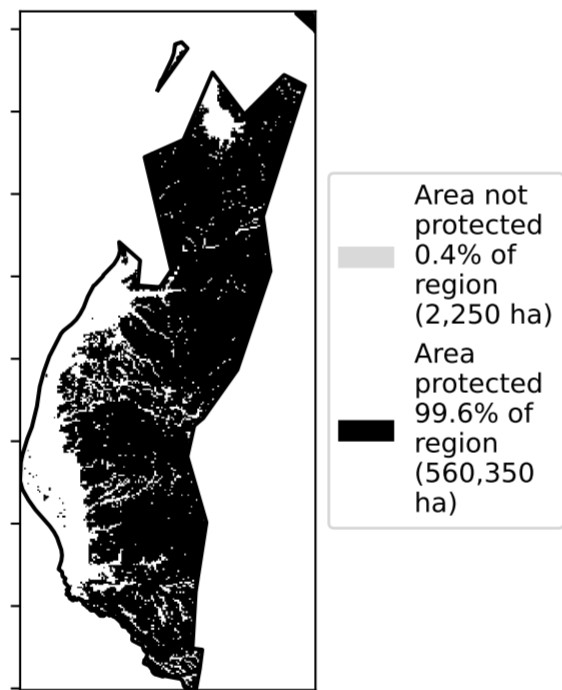 Area not
protected
0.4% of
region
(2,250 ha)
Area
protected
99.6% of
region
(560,350
ha)